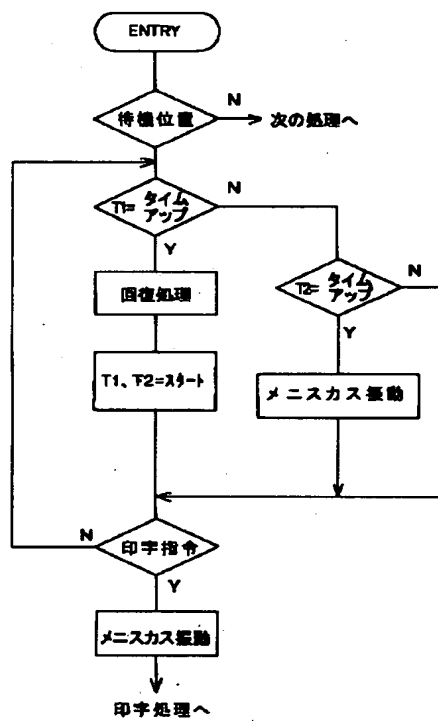 ENTRY
待機位置
N
次の処理へ
T1= タイム
アップ
N
Y
回復処理
T2= タイム
アップ
N
Y
T1、T2=スタート
メニスカス振動
N
印字指令
Y
メニスカス振動
印字処理へ